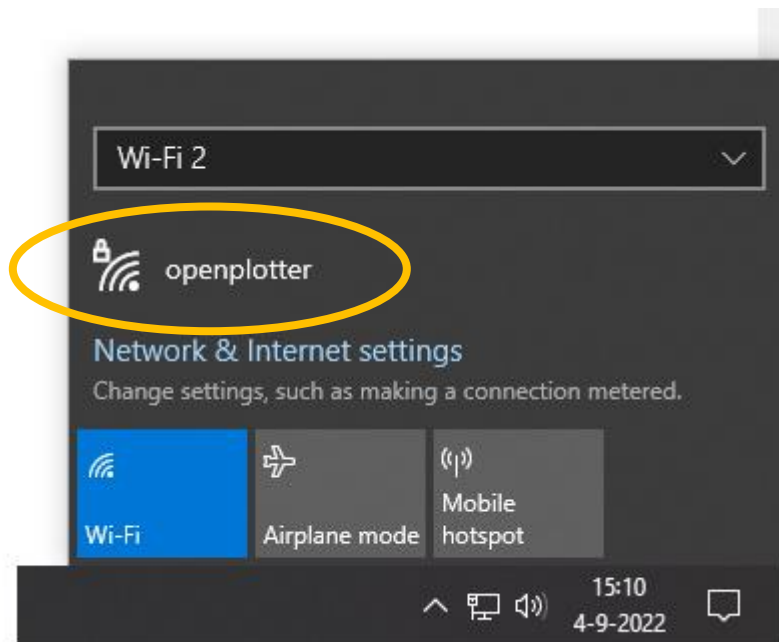 Wi-Fi 2
openplotter
Network & Internet settings
Change settings, such as making a connection metered.
Wi-Fi
Airplane mode
Mobile
hotspot
15:10
4-9-2022